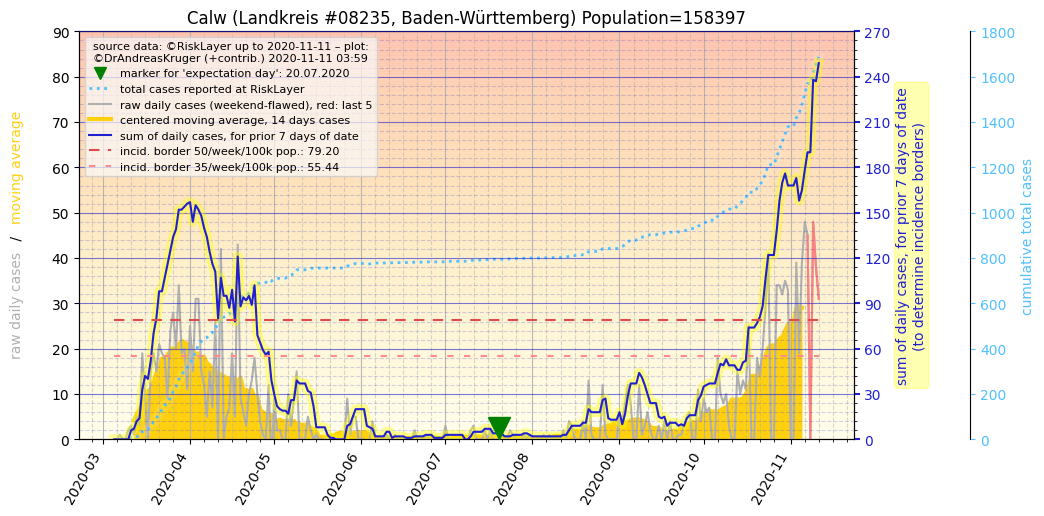 Calw (Landkreis #08235, Baden-Württemberg) Population=158397
source data: ©RiskLayer up to 2020-11-11 – plot:
©DrAndreasKruger (+contrib.) 2020-11-11 03:59
marker for 'expectation day': 20.07.2020
total cases reported at RiskLayer
raw daily cases (weekend-flawed), red: last 5
centered moving average, 14 days cases
sum of daily cases, for prior 7 days of date
incid. border 50/week/100k pop.: 79.20
incid. border 35/week/100k pop.: 55.44
raw daily cases / moving average
90
80
70
60
50
40
30
20
10
0
2020-03
2020-04
2020-05
2020-06
2020-07
2020-08
2020-09
2020-10
2020-11
270
240
210
180
150
120
90
60
30
0
sum of daily cases, for prior 7 days of date
(to determine incidence borders)
1800
1600
1400
1200
1000
800
600
400
200
0
cumulative total cases